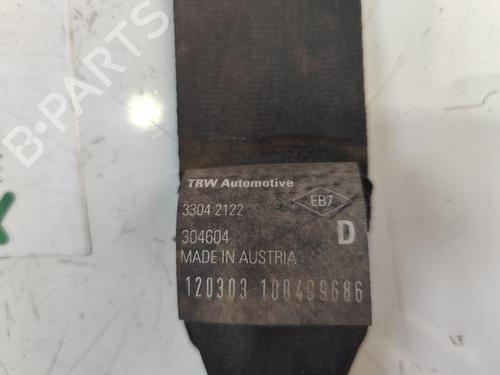 B-PARTS
TRW Automotive
3304 2122
EB7
304604
D
MADE IN AUSTRIA
120303 100499686